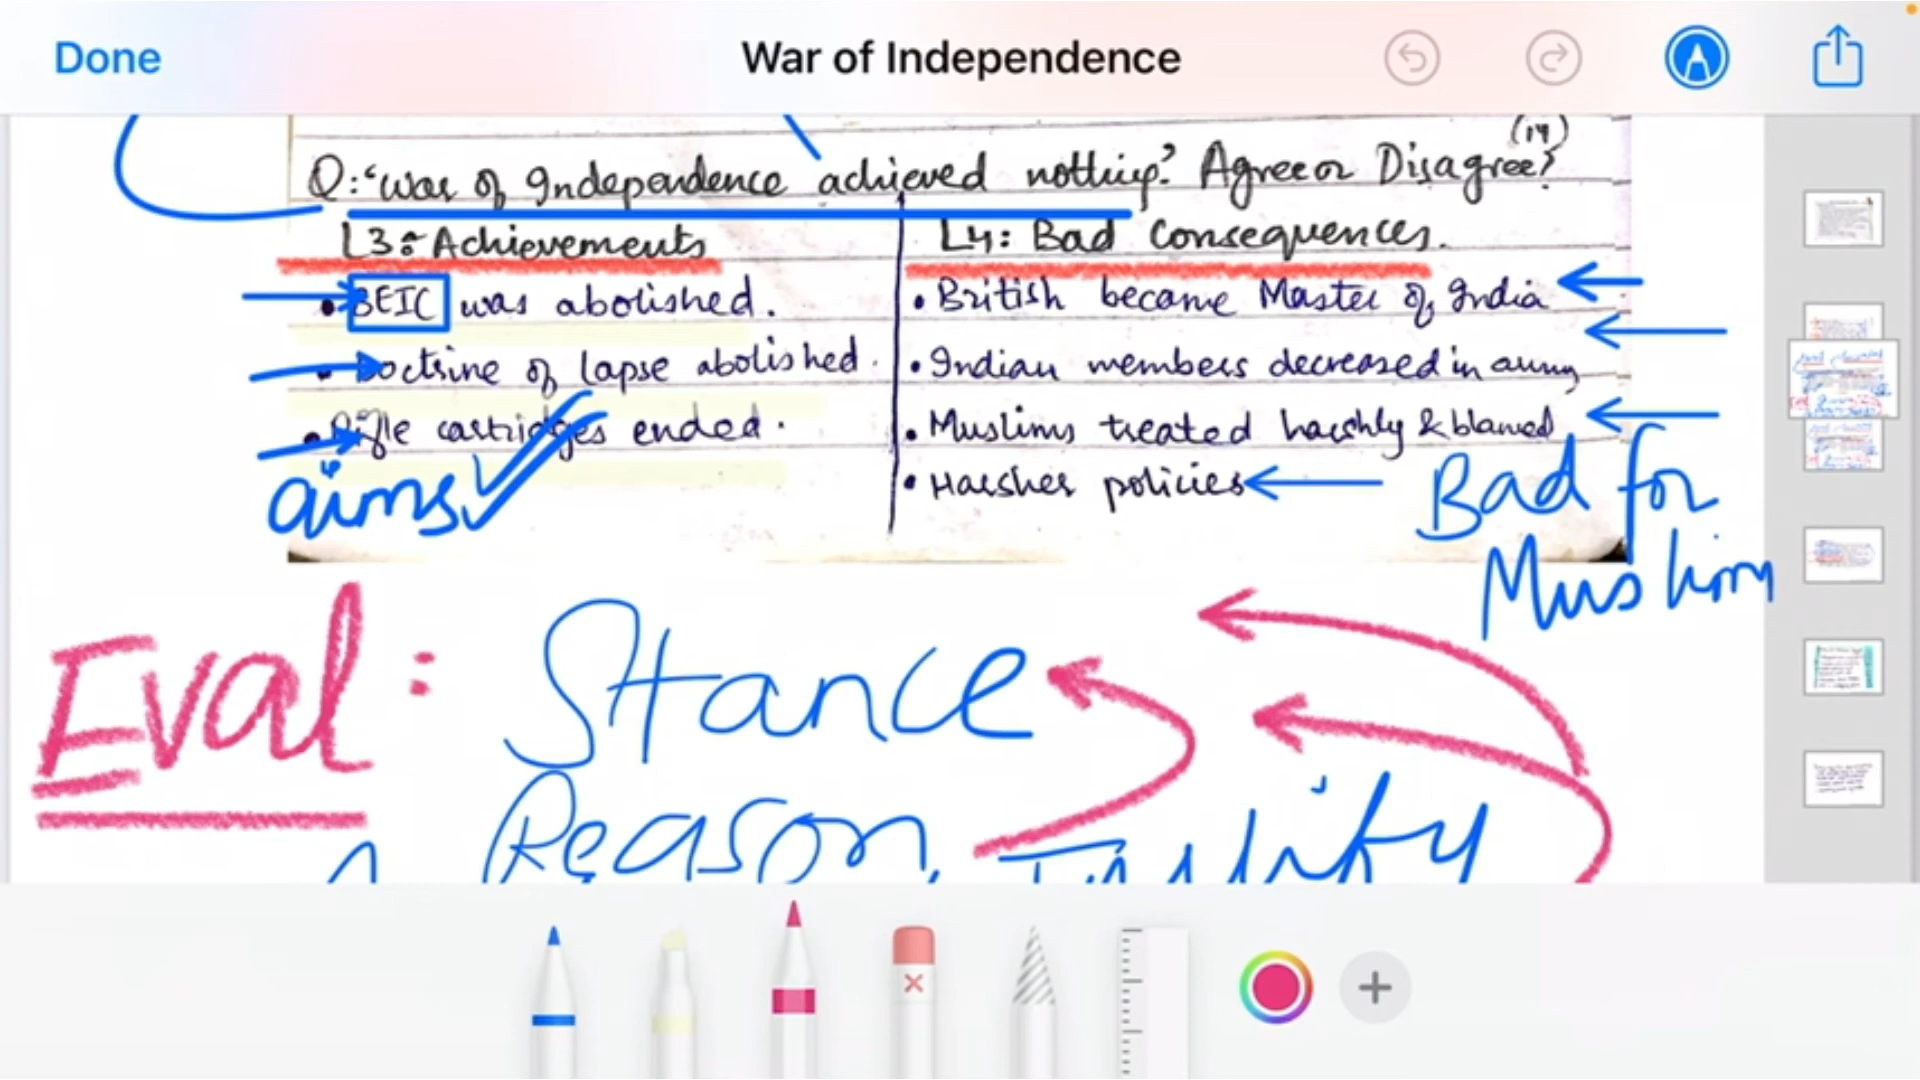 Done
War of Independence
(14)
Q: 'War of Independence achieved nothing'. Agree or Disagree?
L3: Achievements
• BEIC was abolished.
• Doctrine of lapse abolished.
• Rifle cartridges ended.
aims
L4: Bad Consequences.
• British became Master of India
• Indian members decreased in army
• Muslims treated harshly & blamed
• Harsher policies
Bad for
Muslim
Eval: Stance
Reason,